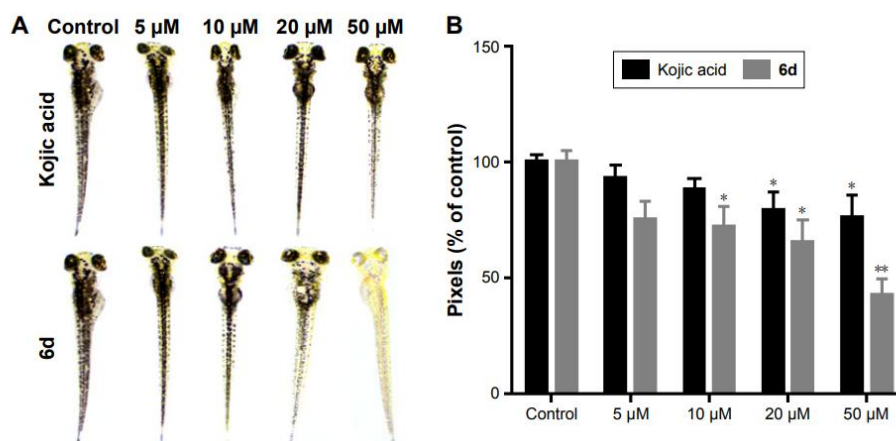 A Control 5 µM 10 µM 20 µM 50 µM
Kojic acid
6d
B
150
Kojic acid 6d
100
* * * * **
50
0
Pixels (% of control)
Control 5 µM 10 µM 20 µM 50 µM